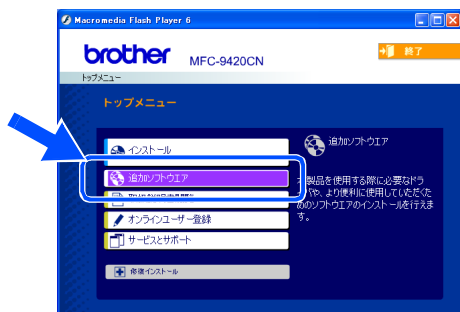 Macromedia Flash Player 6
brother
MFC-9420CN
終了
トップメニュー
トップメニュー
インストール
追加ソフトウエア
オンラインユーザー登録
サービスとサポート
修復インストール
追加ソフトウエア
本製品を使用する際に必要なドラ
イバや、より便利に使用していただくた
めのソフトウエアのインストールを行えま
す。